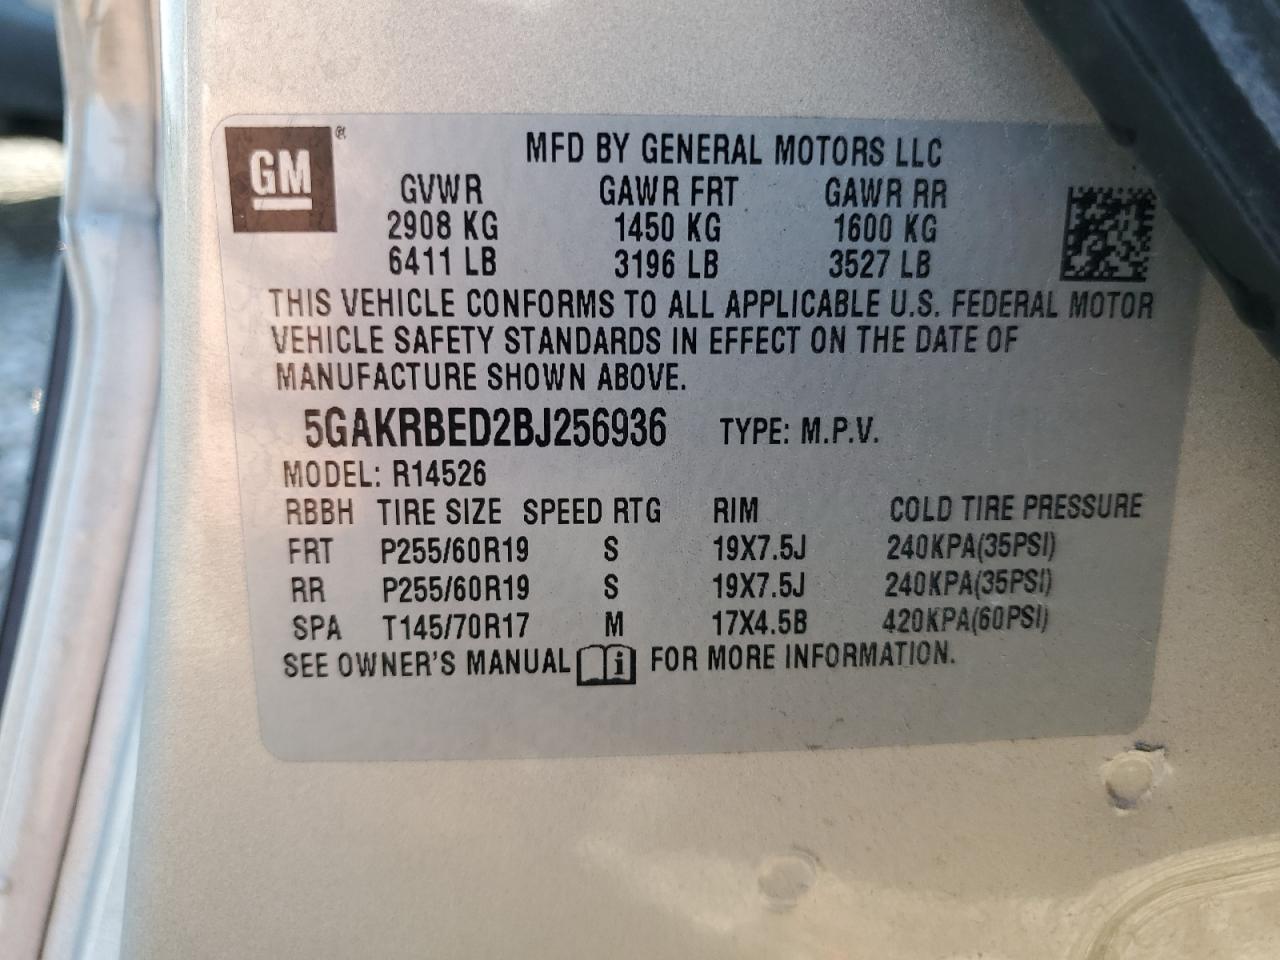 GM ®
MFD BY GENERAL MOTORS LLC
GVWR GAWR FRT GAWR RR
2908 KG 1450 KG 1600 KG
6411 LB 3196 LB 3527 LB
THIS VEHICLE CONFORMS TO ALL APPLICABLE U.S. FEDERAL MOTOR
VEHICLE SAFETY STANDARDS IN EFFECT ON THE DATE OF
MANUFACTURE SHOWN ABOVE.
5GAKRBED2BJ256936 TYPE: M.P.V.
MODEL: R14526
RBBH TIRE SIZE SPEED RTG RIM COLD TIRE PRESSURE
FRT P255/60R19 S 19X7.5J 240KPA(35PSI)
RR P255/60R19 S 19X7.5J 240KPA(35PSI)
SPA T145/70R17 M 17X4.5B 420KPA(60PSI)
SEE OWNER'S MANUAL i FOR MORE INFORMATION.